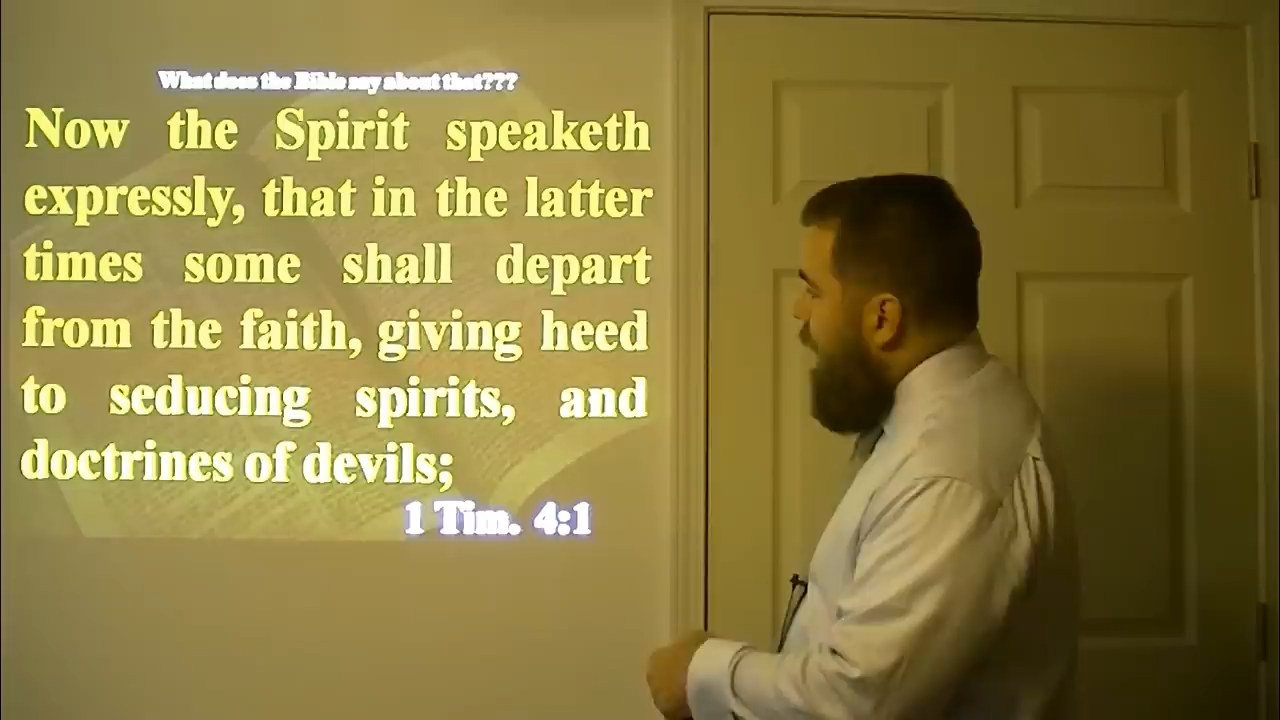 What does the Bible say about that???
Now the Spirit speaketh
expressly, that in the latter
times some shall depart
from the faith, giving heed
to seducing spirits, and
doctrines of devils;
1 Tim. 4:1